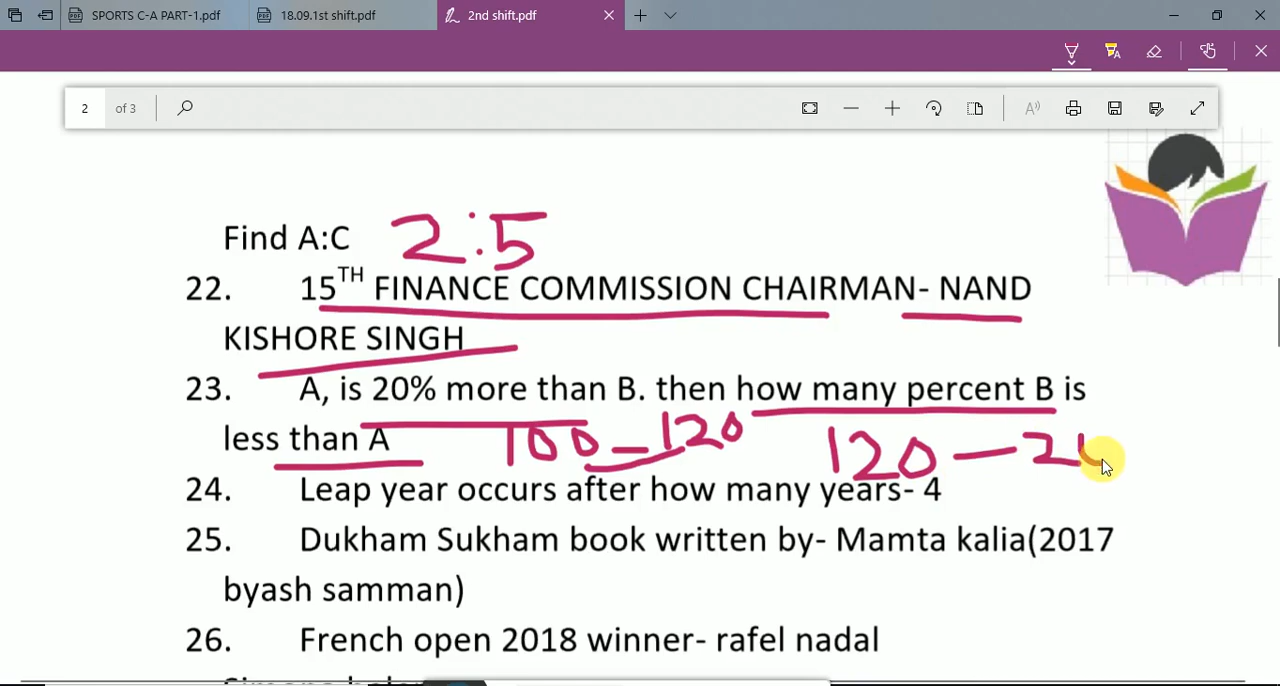 SPORTS C-A PART-1.pdf 18.09.1st shift.pdf 2nd shift.pdf
2 of 3
Find A:C 2:5
22. 15TH FINANCE COMMISSION CHAIRMAN- NAND
KISHORE SINGH
23. A, is 20% more than B. then how many percent B is
less than A 100 — 120 120 — 20
24. Leap year occurs after how many years- 4
25. Dukham Sukham book written by- Mamta kalia(2017
byash samman)
26. French open 2018 winner- rafel nadal